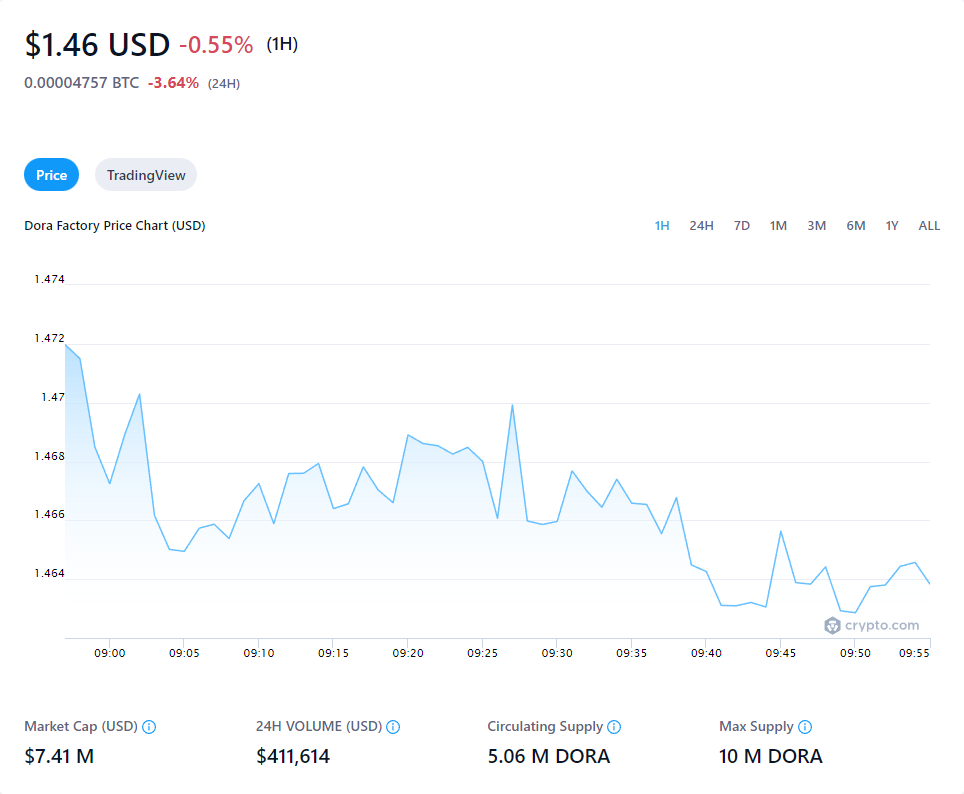 $1.46 USD -0.55% (1H)
0.00004757 BTC -3.64% (24H)
Price TradingView
Dora Factory Price Chart (USD) 1H 24H 7D 1M 3M 6M 1Y ALL
1.474
1.472
1.47
1.468
1.466
1.464
crypto.com
09:00 09:05 09:10 09:15 09:20 09:25 09:30 09:35 09:40 09:45 09:50 09:55
Market Cap (USD) 24H VOLUME (USD) Circulating Supply Max Supply
$7.41 M $411,614 5.06 M DORA 10 M DORA